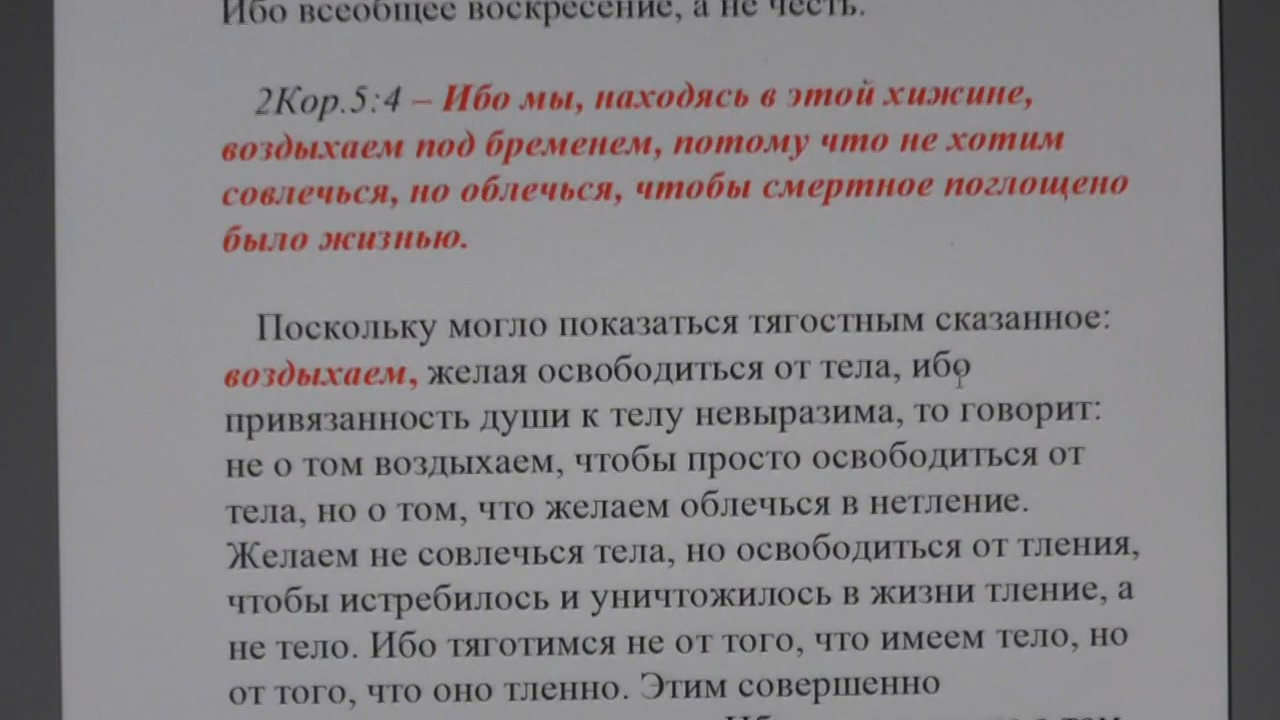 Ибо всеобщее воскресение, а не честь.
2Кор.5:4 – Ибо мы, находясь в этой хижине,
воздыхаем под бременем, потому что не хотим
совлечься, но облечься, чтобы смертное поглощено
было жизнью.
Поскольку могло показаться тягостным сказанное:
воздыхаем, желая освободиться от тела, ибо
привязанность души к телу невыразима, то говорит:
не о том воздыхаем, чтобы просто освободиться от
тела, но о том, что желаем облечься в нетление.
Желаем не совлечься тела, но освободиться от тления,
чтобы истребилось и уничтожилось в жизни тление, а
не тело. Ибо тяготимся не от того, что имеем тело, но
от того, что оно тленно. Этим совершенно